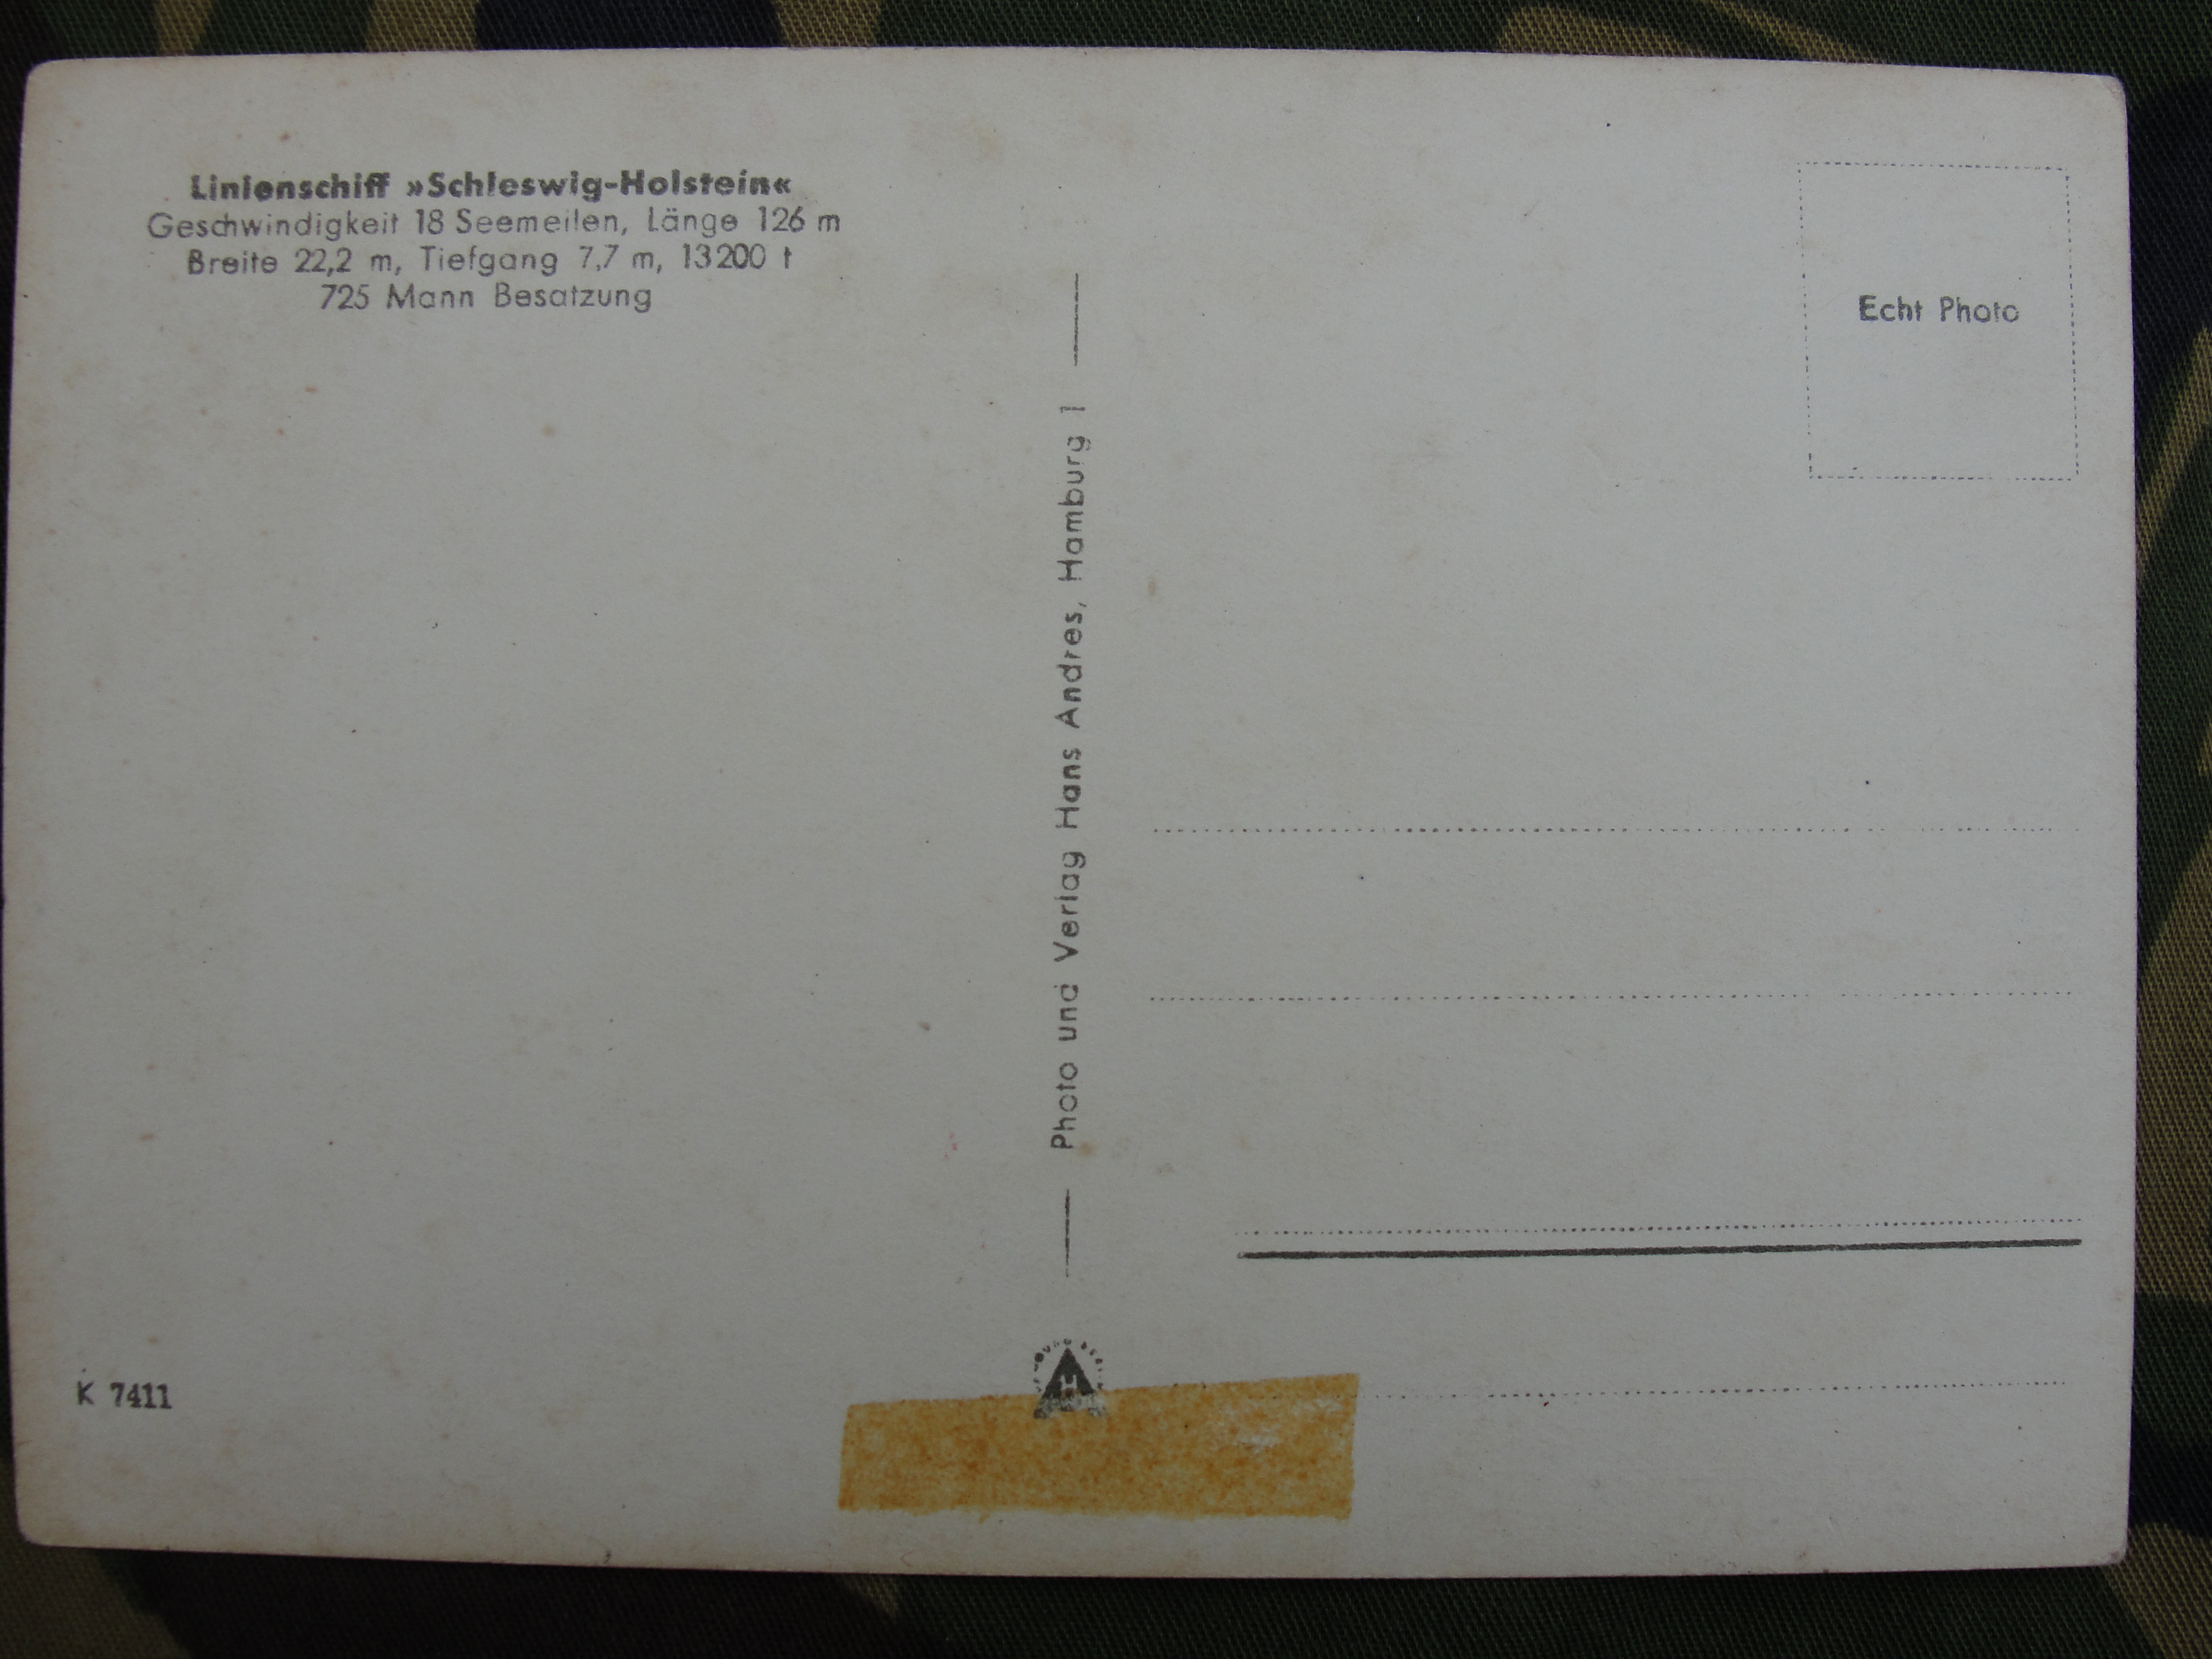 Linienschiff »Schleswig-Holstein«
Geschwindigkeit 18 Seemeilen, Länge 126 m
Breite 22,2 m, Tiefgang 7,7 m, 13200 t
725 Mann Besatzung
Echt Photo
Photo und Verlag Hans Andres, Hamburg 1
K 7411
H